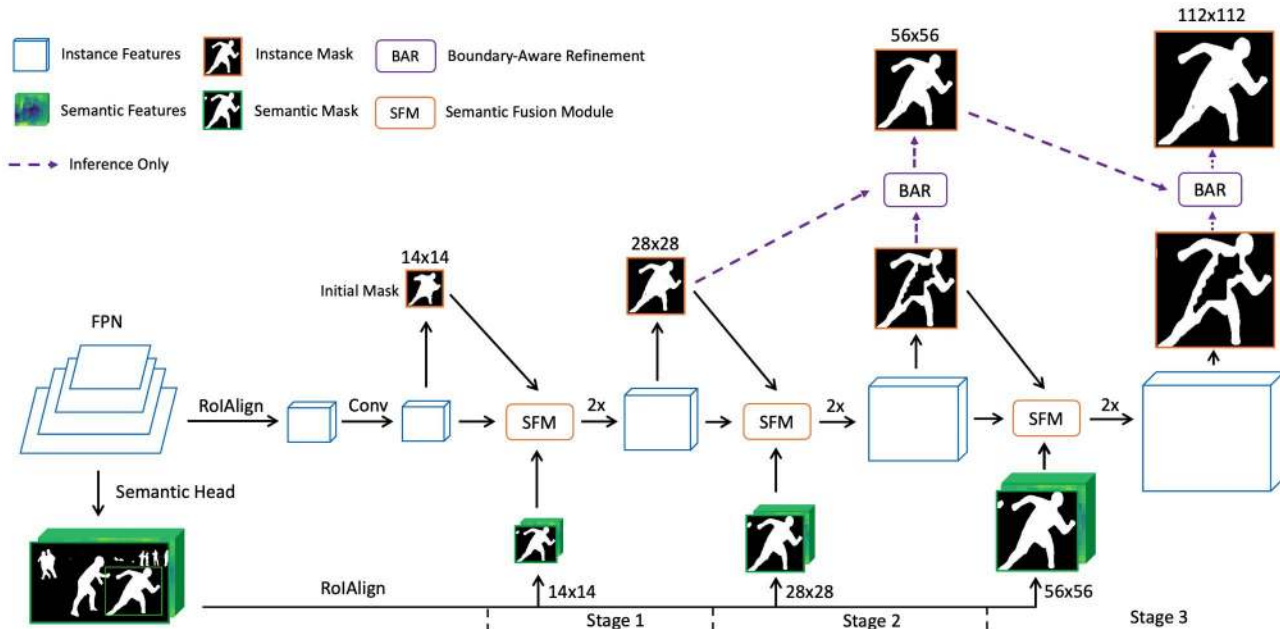 112x112
56x56
Instance Features
Instance Mask
BAR
Boundary-Aware Refinement
Semantic Features
Semantic Mask
SFM
Semantic Fusion Module
Inference Only
BAR
BAR
28x28
14x14
Initial Mask
FPN
RoIAlign
Conv
SFM
2x
SFM
2x
SFM
2x
Semantic Head
RoIAlign
14x14
28x28
56x56
Stage 1
Stage 2
Stage 3